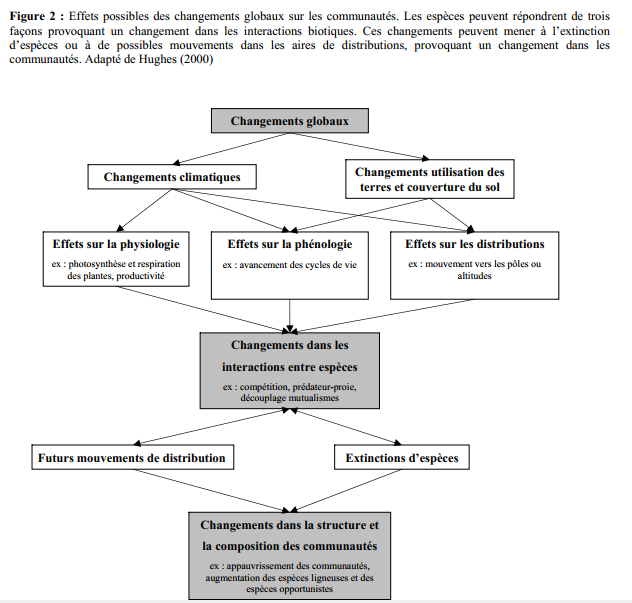 Figure 2 : Effets possibles des changements globaux sur les communautés. Les espèces peuvent répondrent de trois
façons provoquant un changement dans les interactions biotiques. Ces changements peuvent mener à l'extinction
d'espèces ou à de possibles mouvements dans les aires de distributions, provoquant un changement dans les
communautés. Adapté de Hughes (2000)
Changements globaux
Changements climatiques
Changements utilisation des
terres et couverture du sol
Effets sur la physiologie
ex : photosynthèse et respiration
des plantes, productivité
Effets sur la phénologie
ex : avancement des cycles de vie
Effets sur les distributions
ex : mouvement vers les pôles ou
altitudes
Changements dans les
interactions entre espèces
ex : compétition, prédateur-proie,
découplage mutualismes
Futurs mouvements de distribution
Extinctions d'espèces
Changements dans la structure et
la composition des communautés
ex : appauvrissement des communautés,
augmentation des espèces ligneuses et des
espèces opportunistes